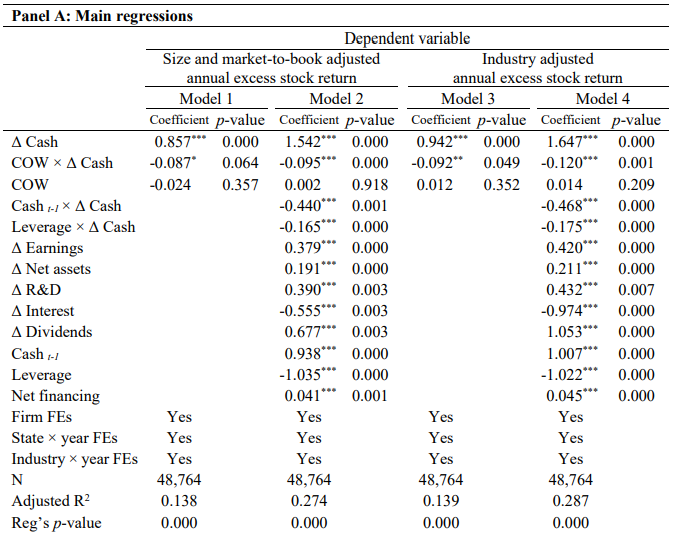 Panel A: Main regressions
Dependent variable
Size and market-to-book adjusted annual excess stock return Industry adjusted annual excess stock return
Model 1 Model 2 Model 3 Model 4
Coefficient p-value Coefficient p-value Coefficient p-value Coefficient p-value
Δ Cash 0.857*** 0.000 1.542*** 0.000 0.942*** 0.000 1.647*** 0.000
COW × Δ Cash -0.087* 0.064 -0.095*** 0.000 -0.092** 0.049 -0.120*** 0.001
COW -0.024 0.357 0.002 0.918 0.012 0.352 0.014 0.209
Cash t-1 × Δ Cash -0.440*** 0.001 -0.468*** 0.000
Leverage × Δ Cash -0.165*** 0.000 -0.175*** 0.000
Δ Earnings 0.379*** 0.000 0.420*** 0.000
Δ Net assets 0.191*** 0.000 0.211*** 0.000
Δ R&D 0.390*** 0.003 0.432*** 0.007
Δ Interest -0.555*** 0.003 -0.974*** 0.000
Δ Dividends 0.677*** 0.003 1.053*** 0.000
Cash t-1 0.938*** 0.000 1.007*** 0.000
Leverage -1.035*** 0.000 -1.022*** 0.000
Net financing 0.041*** 0.001 0.045*** 0.000
Firm FEs Yes Yes Yes Yes
State × year FEs Yes Yes Yes Yes
Industry × year FEs Yes Yes Yes Yes
N 48,764 48,764 48,764 48,764
Adjusted R² 0.138 0.274 0.139 0.287
Reg's p-value 0.000 0.000 0.000 0.000